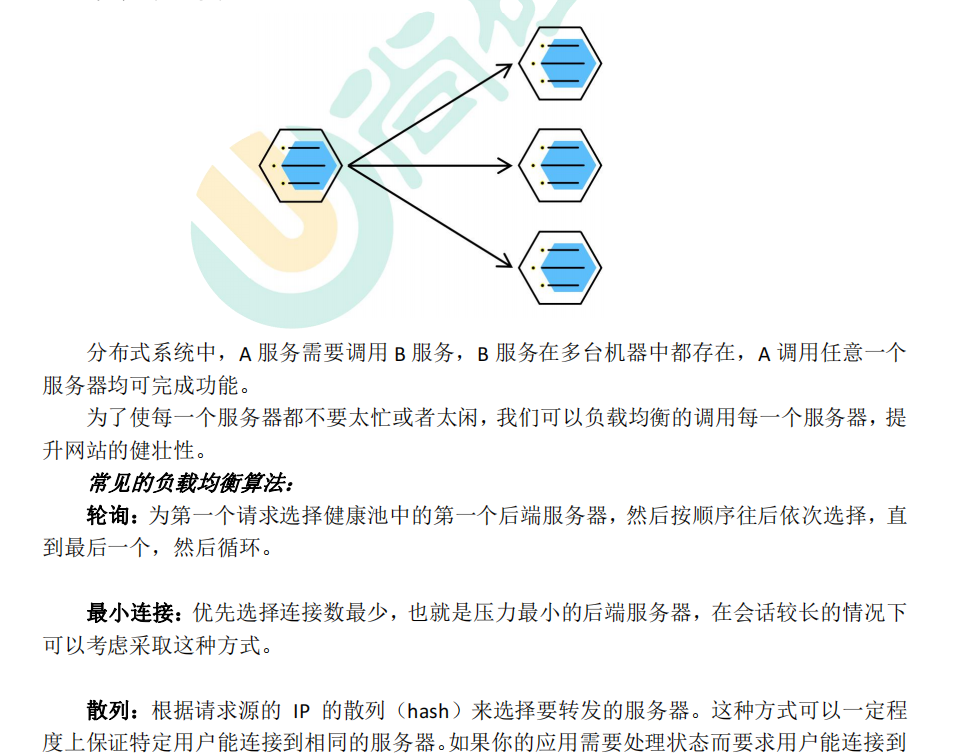 分布式系统中，A 服务需要调用 B 服务，B 服务在多台机器中都存在，A 调用任意一个
服务器均可完成功能。
为了使每一个服务器都不要太忙或者太闲，我们可以负载均衡的调用每一个服务器，提
升网站的健壮性。
常见的负载均衡算法：
轮询：为第一个请求选择健康池中的第一个后端服务器，然后按顺序往后依次选择，直
到最后一个，然后循环。
最小连接：优先选择连接数最少，也就是压力最小的后端服务器，在会话较长的情况下
可以考虑采取这种方式。
散列：根据请求源的 IP 的散列（hash）来选择要转发的服务器。这种方式可以一定程
度上保证特定用户能连接到相同的服务器。如果你的应用需要处理状态而要求用户能连接到